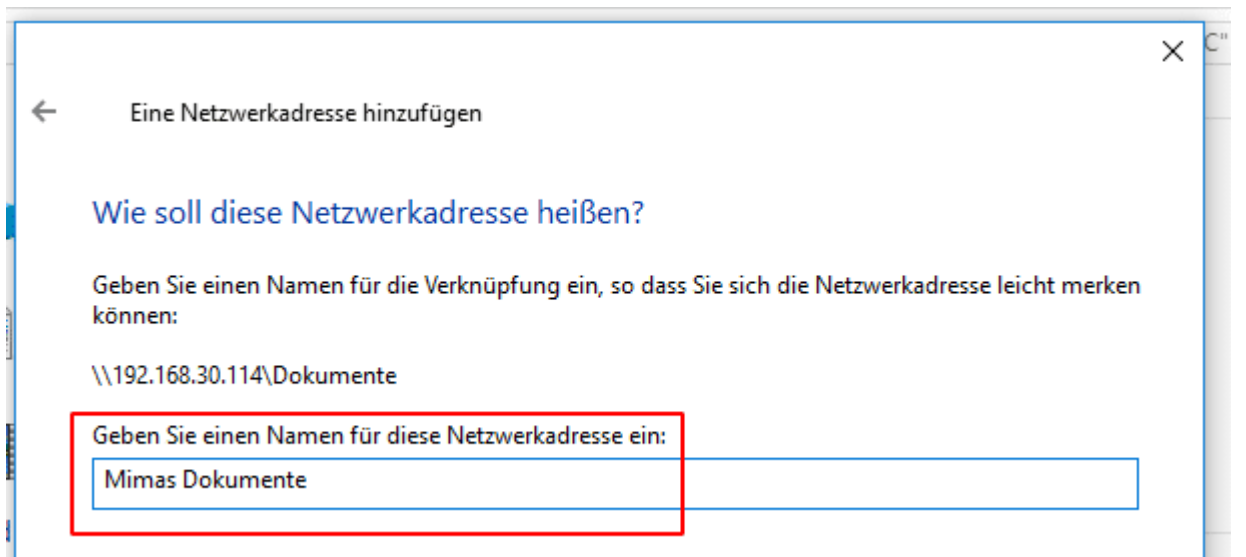 C"
Eine Netzwerkadresse hinzufügen
Wie soll diese Netzwerkadresse heißen?
Geben Sie einen Namen für die Verknüpfung ein, so dass Sie sich die Netzwerkadresse leicht merken
können:
\\192.168.30.114\Dokumente
Geben Sie einen Namen für diese Netzwerkadresse ein:
Mimas Dokumente